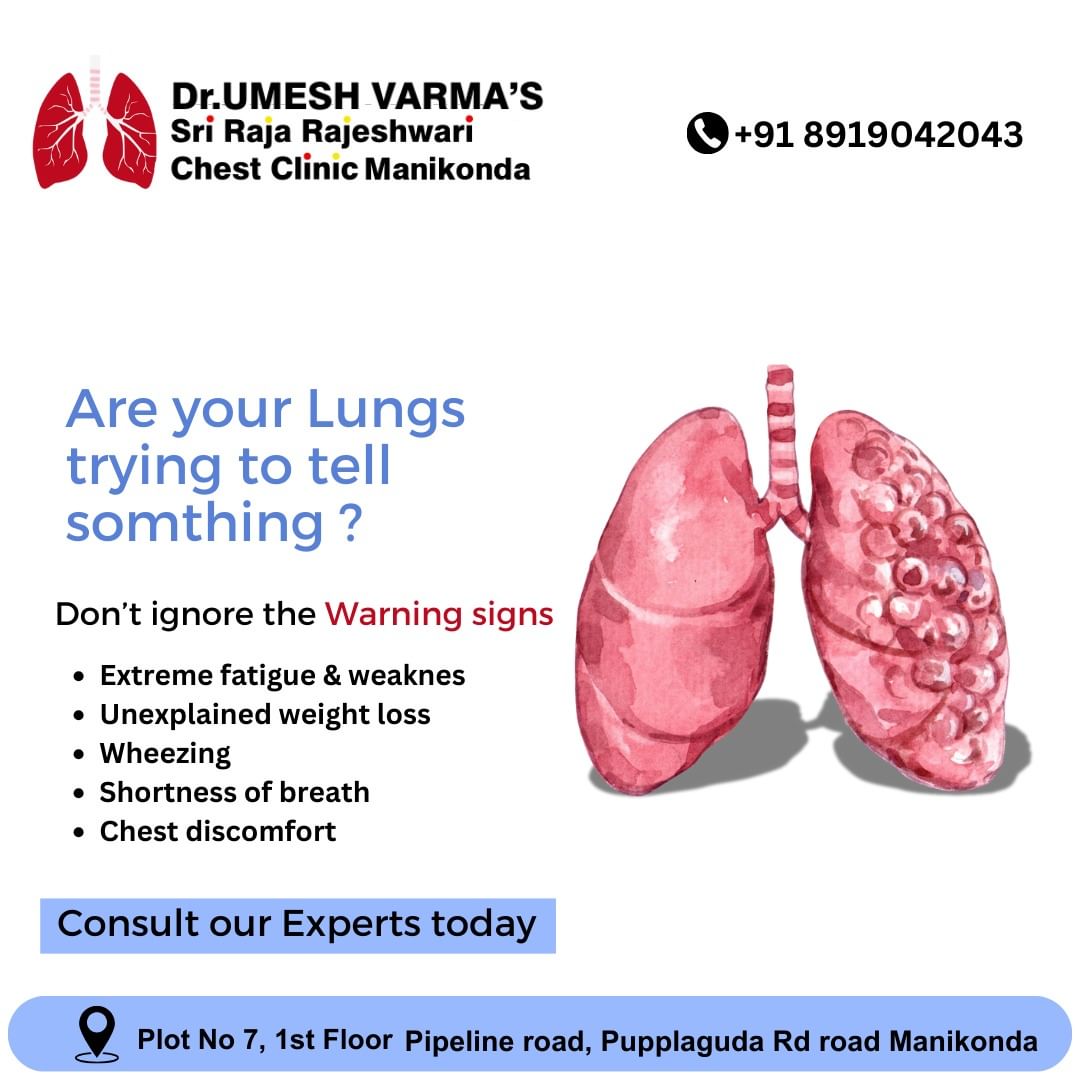 Dr.UMESH VARMA'S
Sri Raja Rajeshwari
Chest Clinic Manikonda
+91 8919042043
Are your Lungs
trying to tell
somthing ?
Don't ignore the Warning signs
• Extreme fatigue & weaknes
• Unexplained weight loss
• Wheezing
• Shortness of breath
• Chest discomfort
Consult our Experts today
Plot No 7, 1st Floor Pipeline road, Pupplaguda Rd road Manikonda